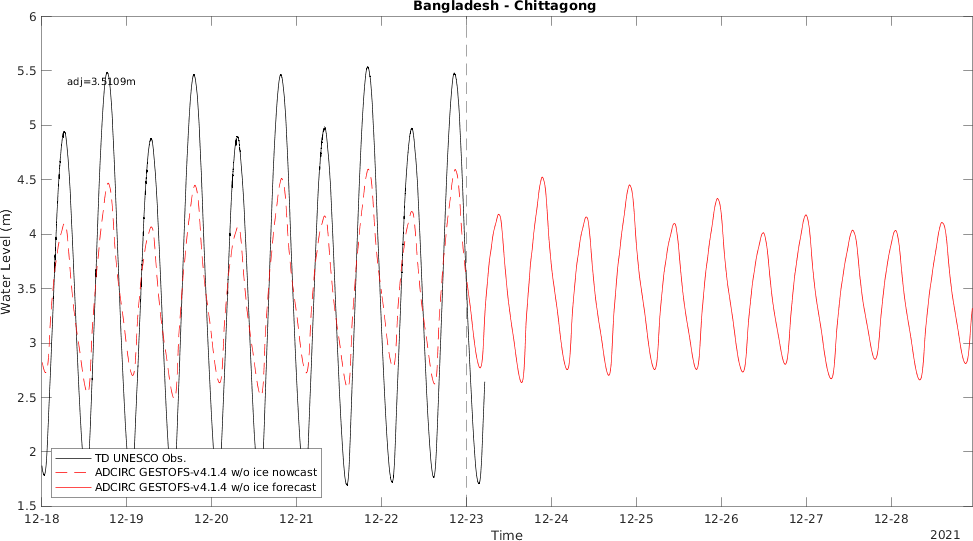 Bangladesh - Chittagong
6
5.5
5
4.5
4
3.5
3
2.5
2
1.5
Water Level (m)
adj=3.5109m
TD UNESCO Obs.
ADCIRC GESTOFS-v4.1.4 w/o ice nowcast
ADCIRC GESTOFS-v4.1.4 w/o ice forecast
12-18 12-19 12-20 12-21 12-22 12-23 12-24 12-25 12-26 12-27 12-28
Time
2021